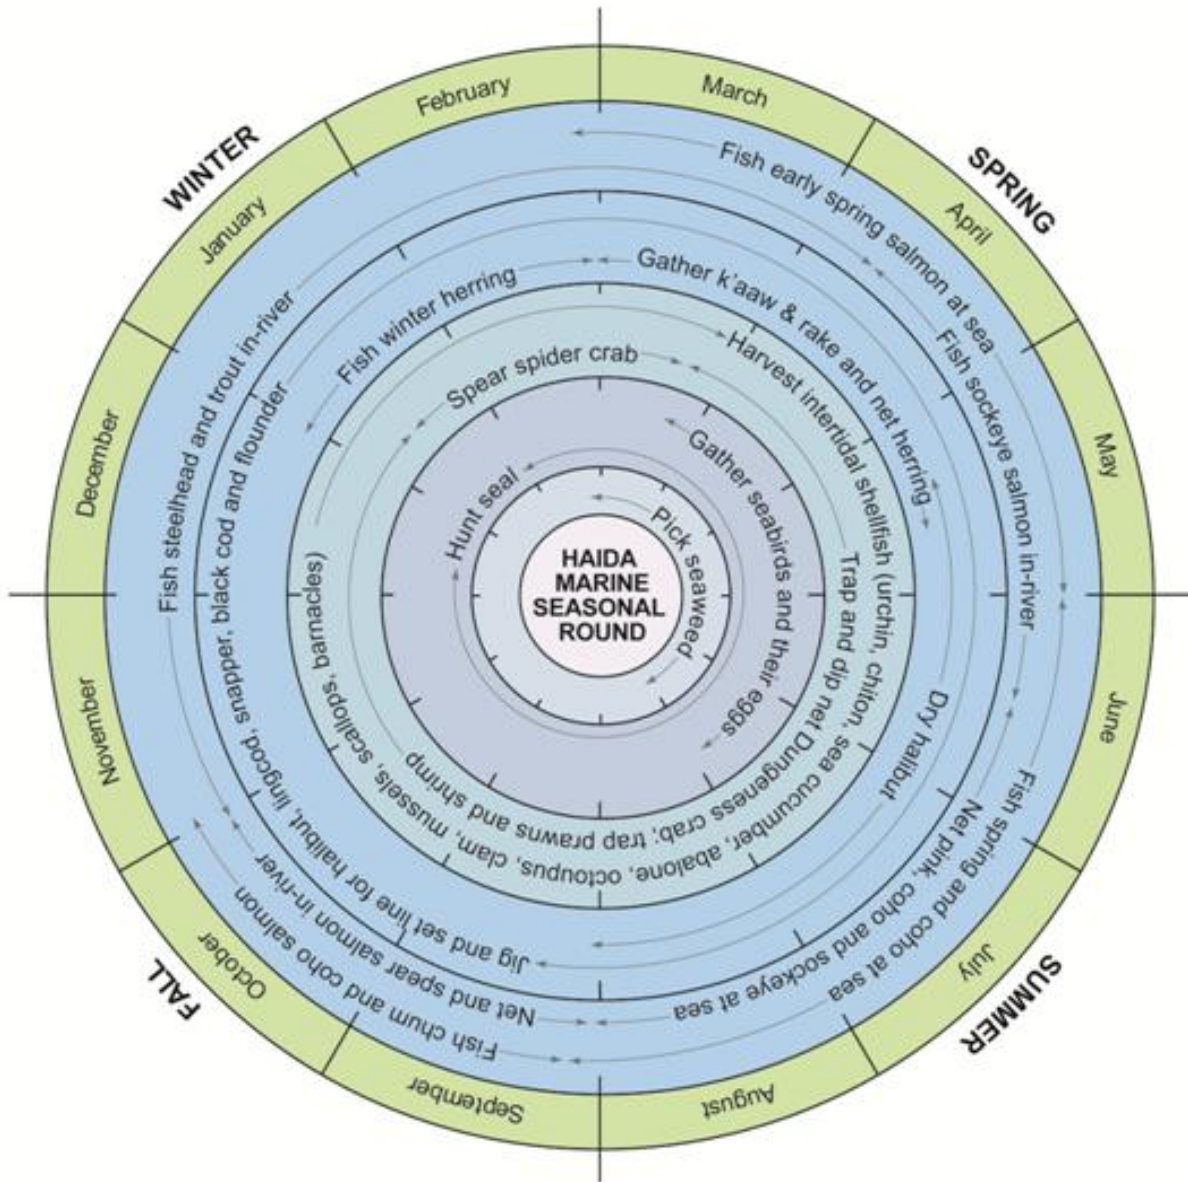 March
April
May
June
July
August
September
October
November
December
January
February
SPRING
SUMMER
FALL
WINTER
Fish early spring salmon at sea
Fish spring and coho at sea
Fish chum and coho salmon
Fish steelhead and trout in-river
Fish sockeye salmon in-river
Net pink, coho and sockeye at sea
Net and spear salmon in-river
Jig and set line for halibut, lingcod, snapper, black cod and flounder
Fish winter herring
Gather k'aaw & rake and net herring
Dry halibut
Harvest intertidal shellfish (urchin, chiton, sea cucumber, abalone, octoupus, clam, mussels, scallops, barnacles)
Spear spider crab
Trap and dip net Dungeness crab; trap prawns and shrimp
Gather seabirds and their eggs
Hunt seal
Pick seaweed
HAIDA
MARINE
SEASONAL
ROUND